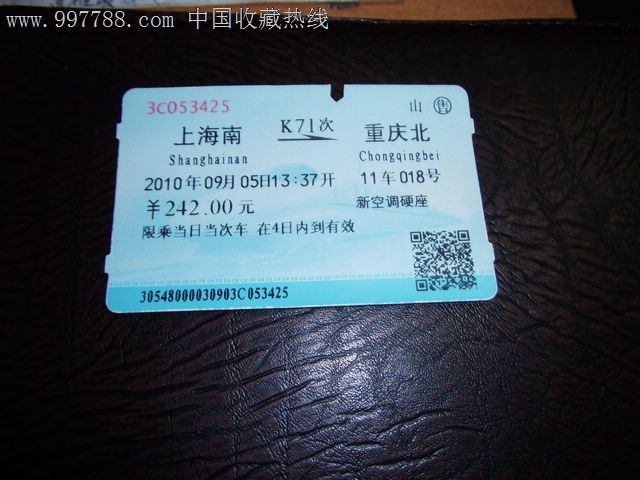 www.997788.com 中国收藏热线
3C053425 山 售
上海南 K71次 重庆北
Shanghainan Chongqingbei
2010年09月05日13:37开 11车018号
￥242.00元 新空调硬座
限乘当日当次车 在4日内到有效
30548000030903C053425